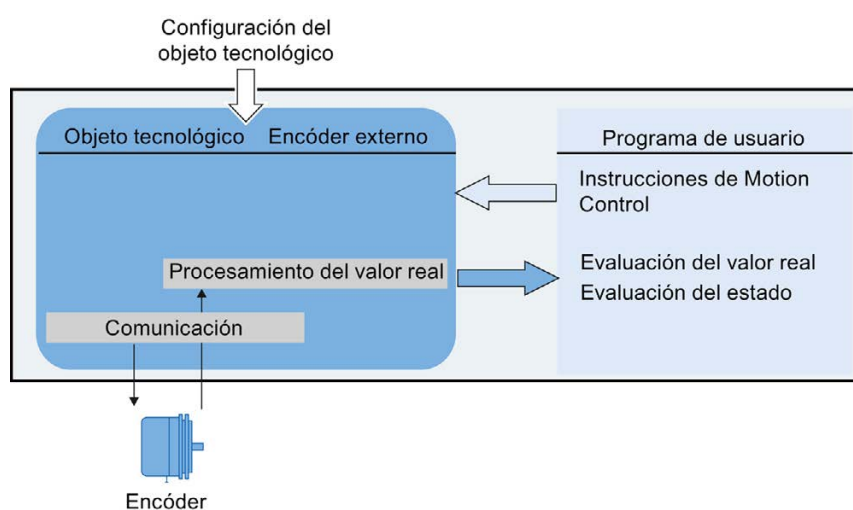 Configuración del
objeto tecnológico
Objeto tecnológico Encóder externo
Programa de usuario
Instrucciones de Motion
Control
Procesamiento del valor real
Evaluación del valor real
Evaluación del estado
Comunicación
Encóder